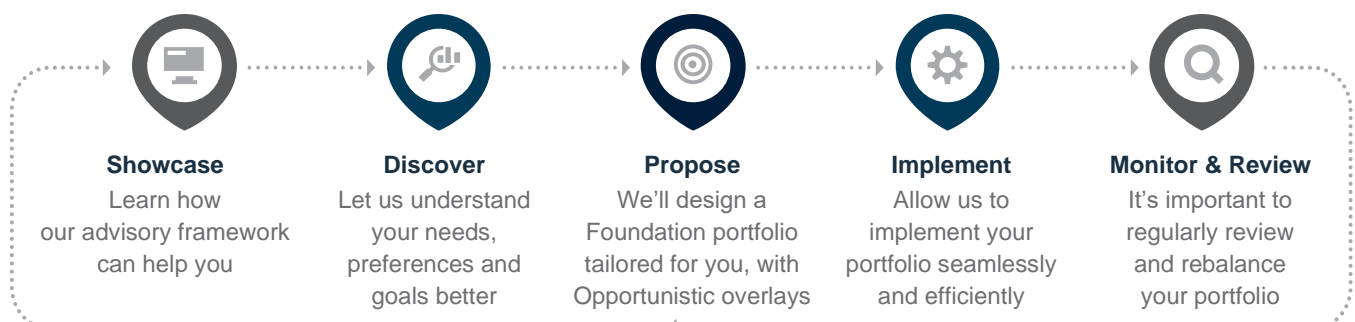 Showcase
Learn how
our advisory framework
can help you
Discover
Let us understand
your needs,
preferences and
goals better
Propose
We'll design a
Foundation portfolio
tailored for you, with
Opportunistic overlays
Implement
Allow us to
implement your
portfolio seamlessly
and efficiently
Monitor & Review
It's important to
regularly review
and rebalance
your portfolio